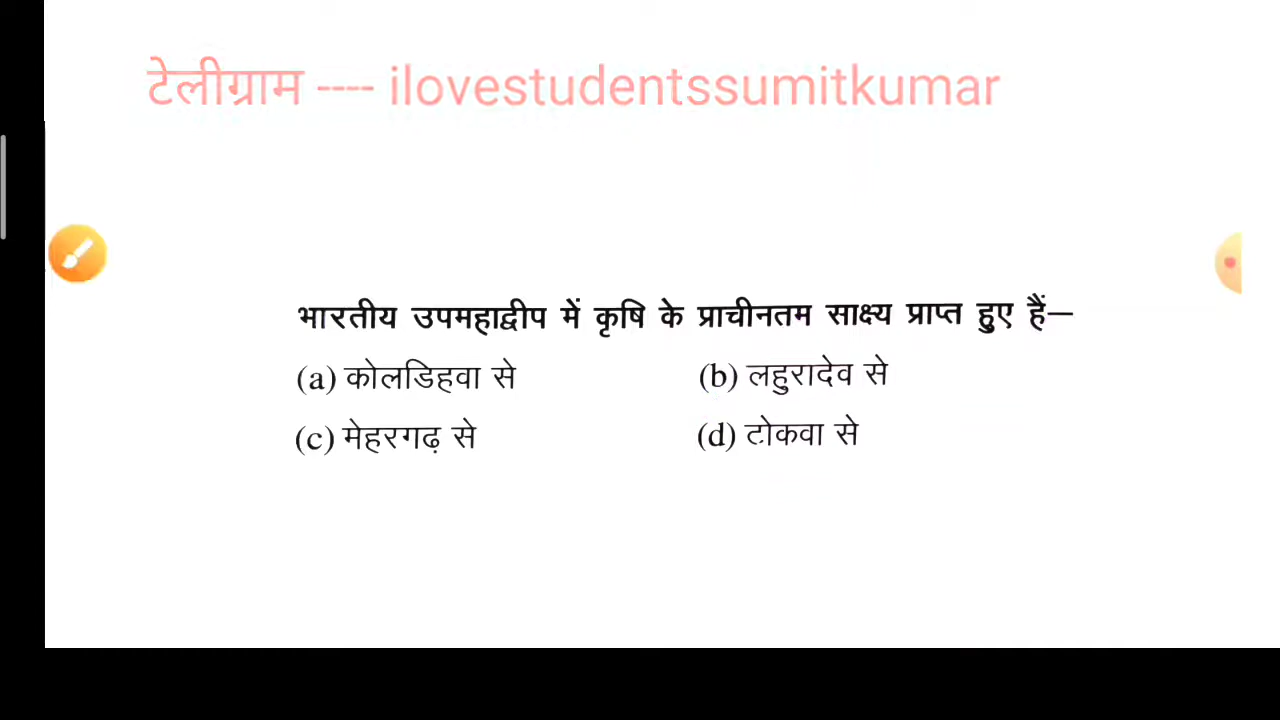 टेलीग्राम ---- ilovestudentssumitkumar
भारतीय उपमहाद्वीप में कृषि के प्राचीनतम साक्ष्य प्राप्त हुए हैं–
(a) कोलडिहवा से (b) लहुरादेव से
(c) मेहरगढ़ से (d) टोकवा से